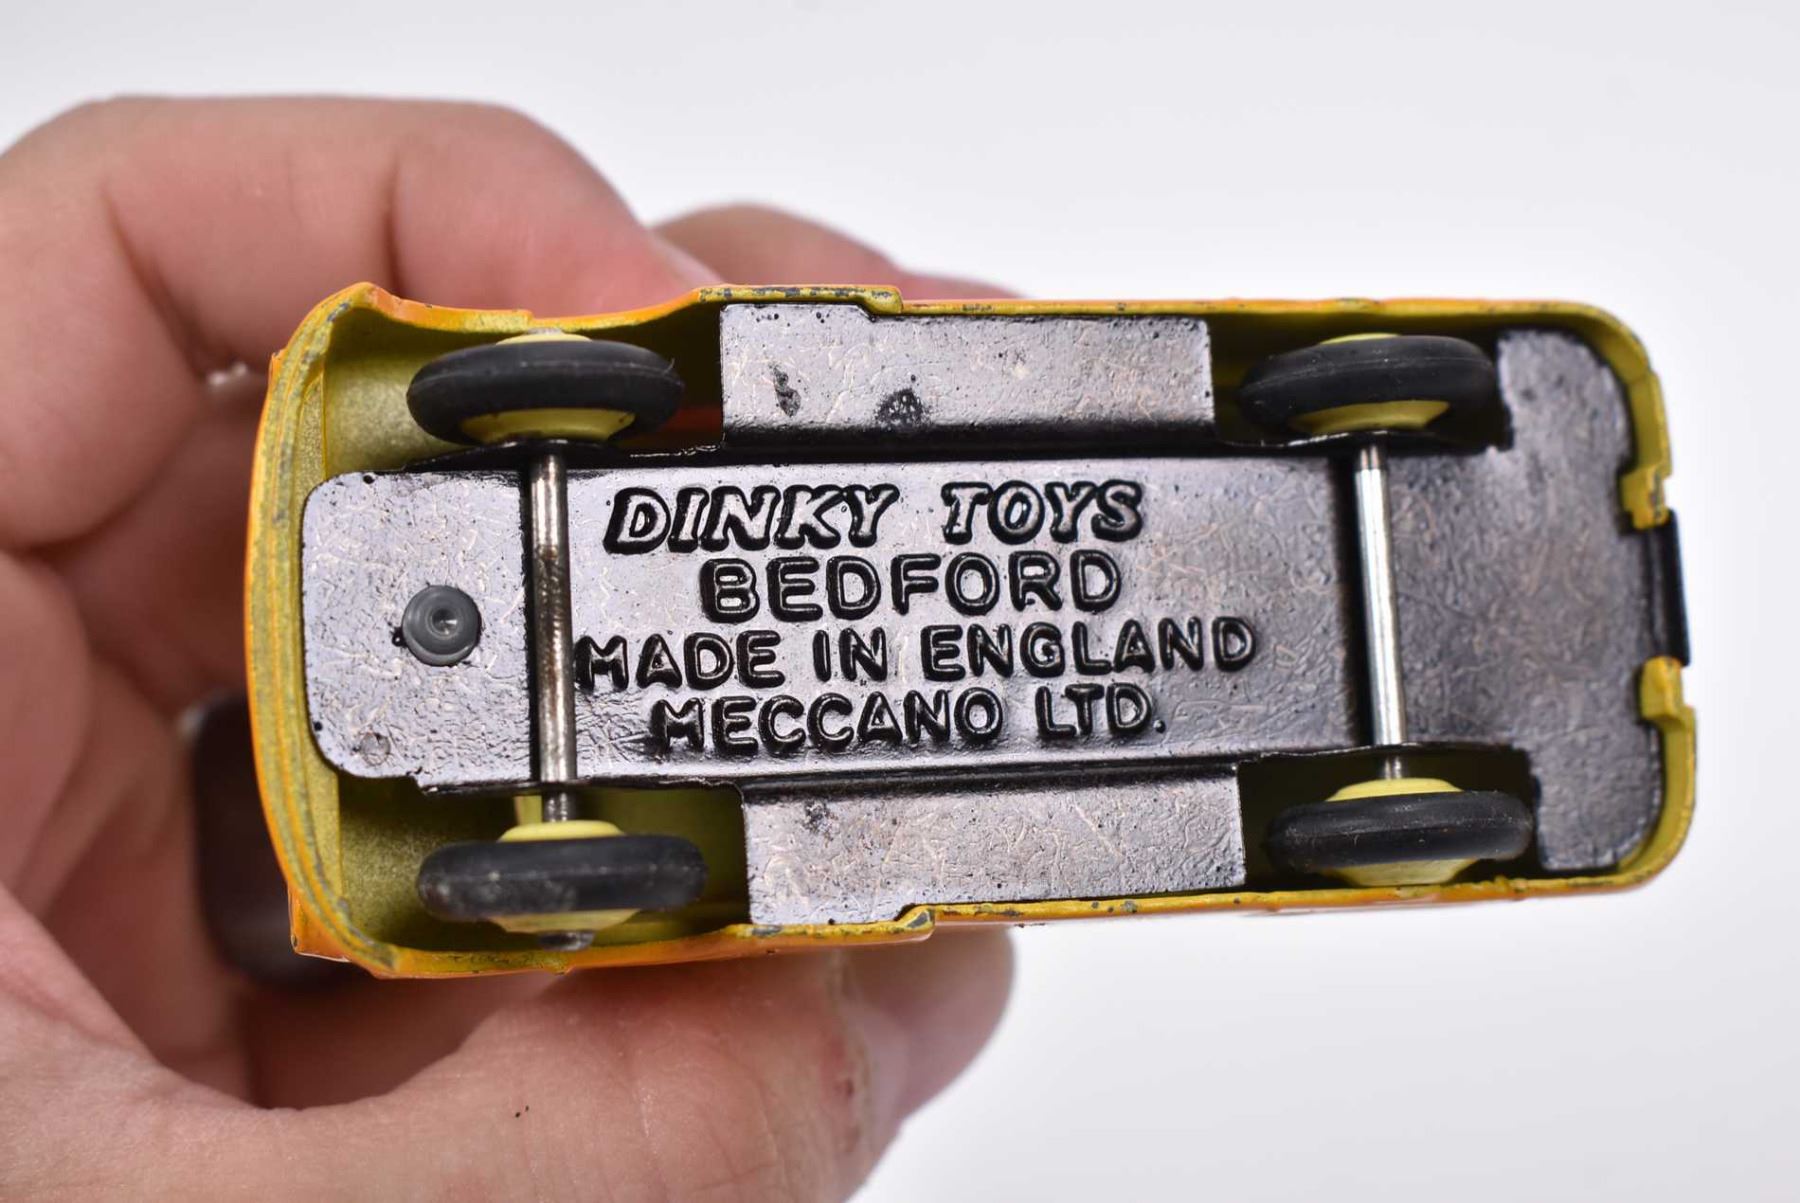 DINKY TOYS
BEDFORD
MADE IN ENGLAND
MECCANO LTD.